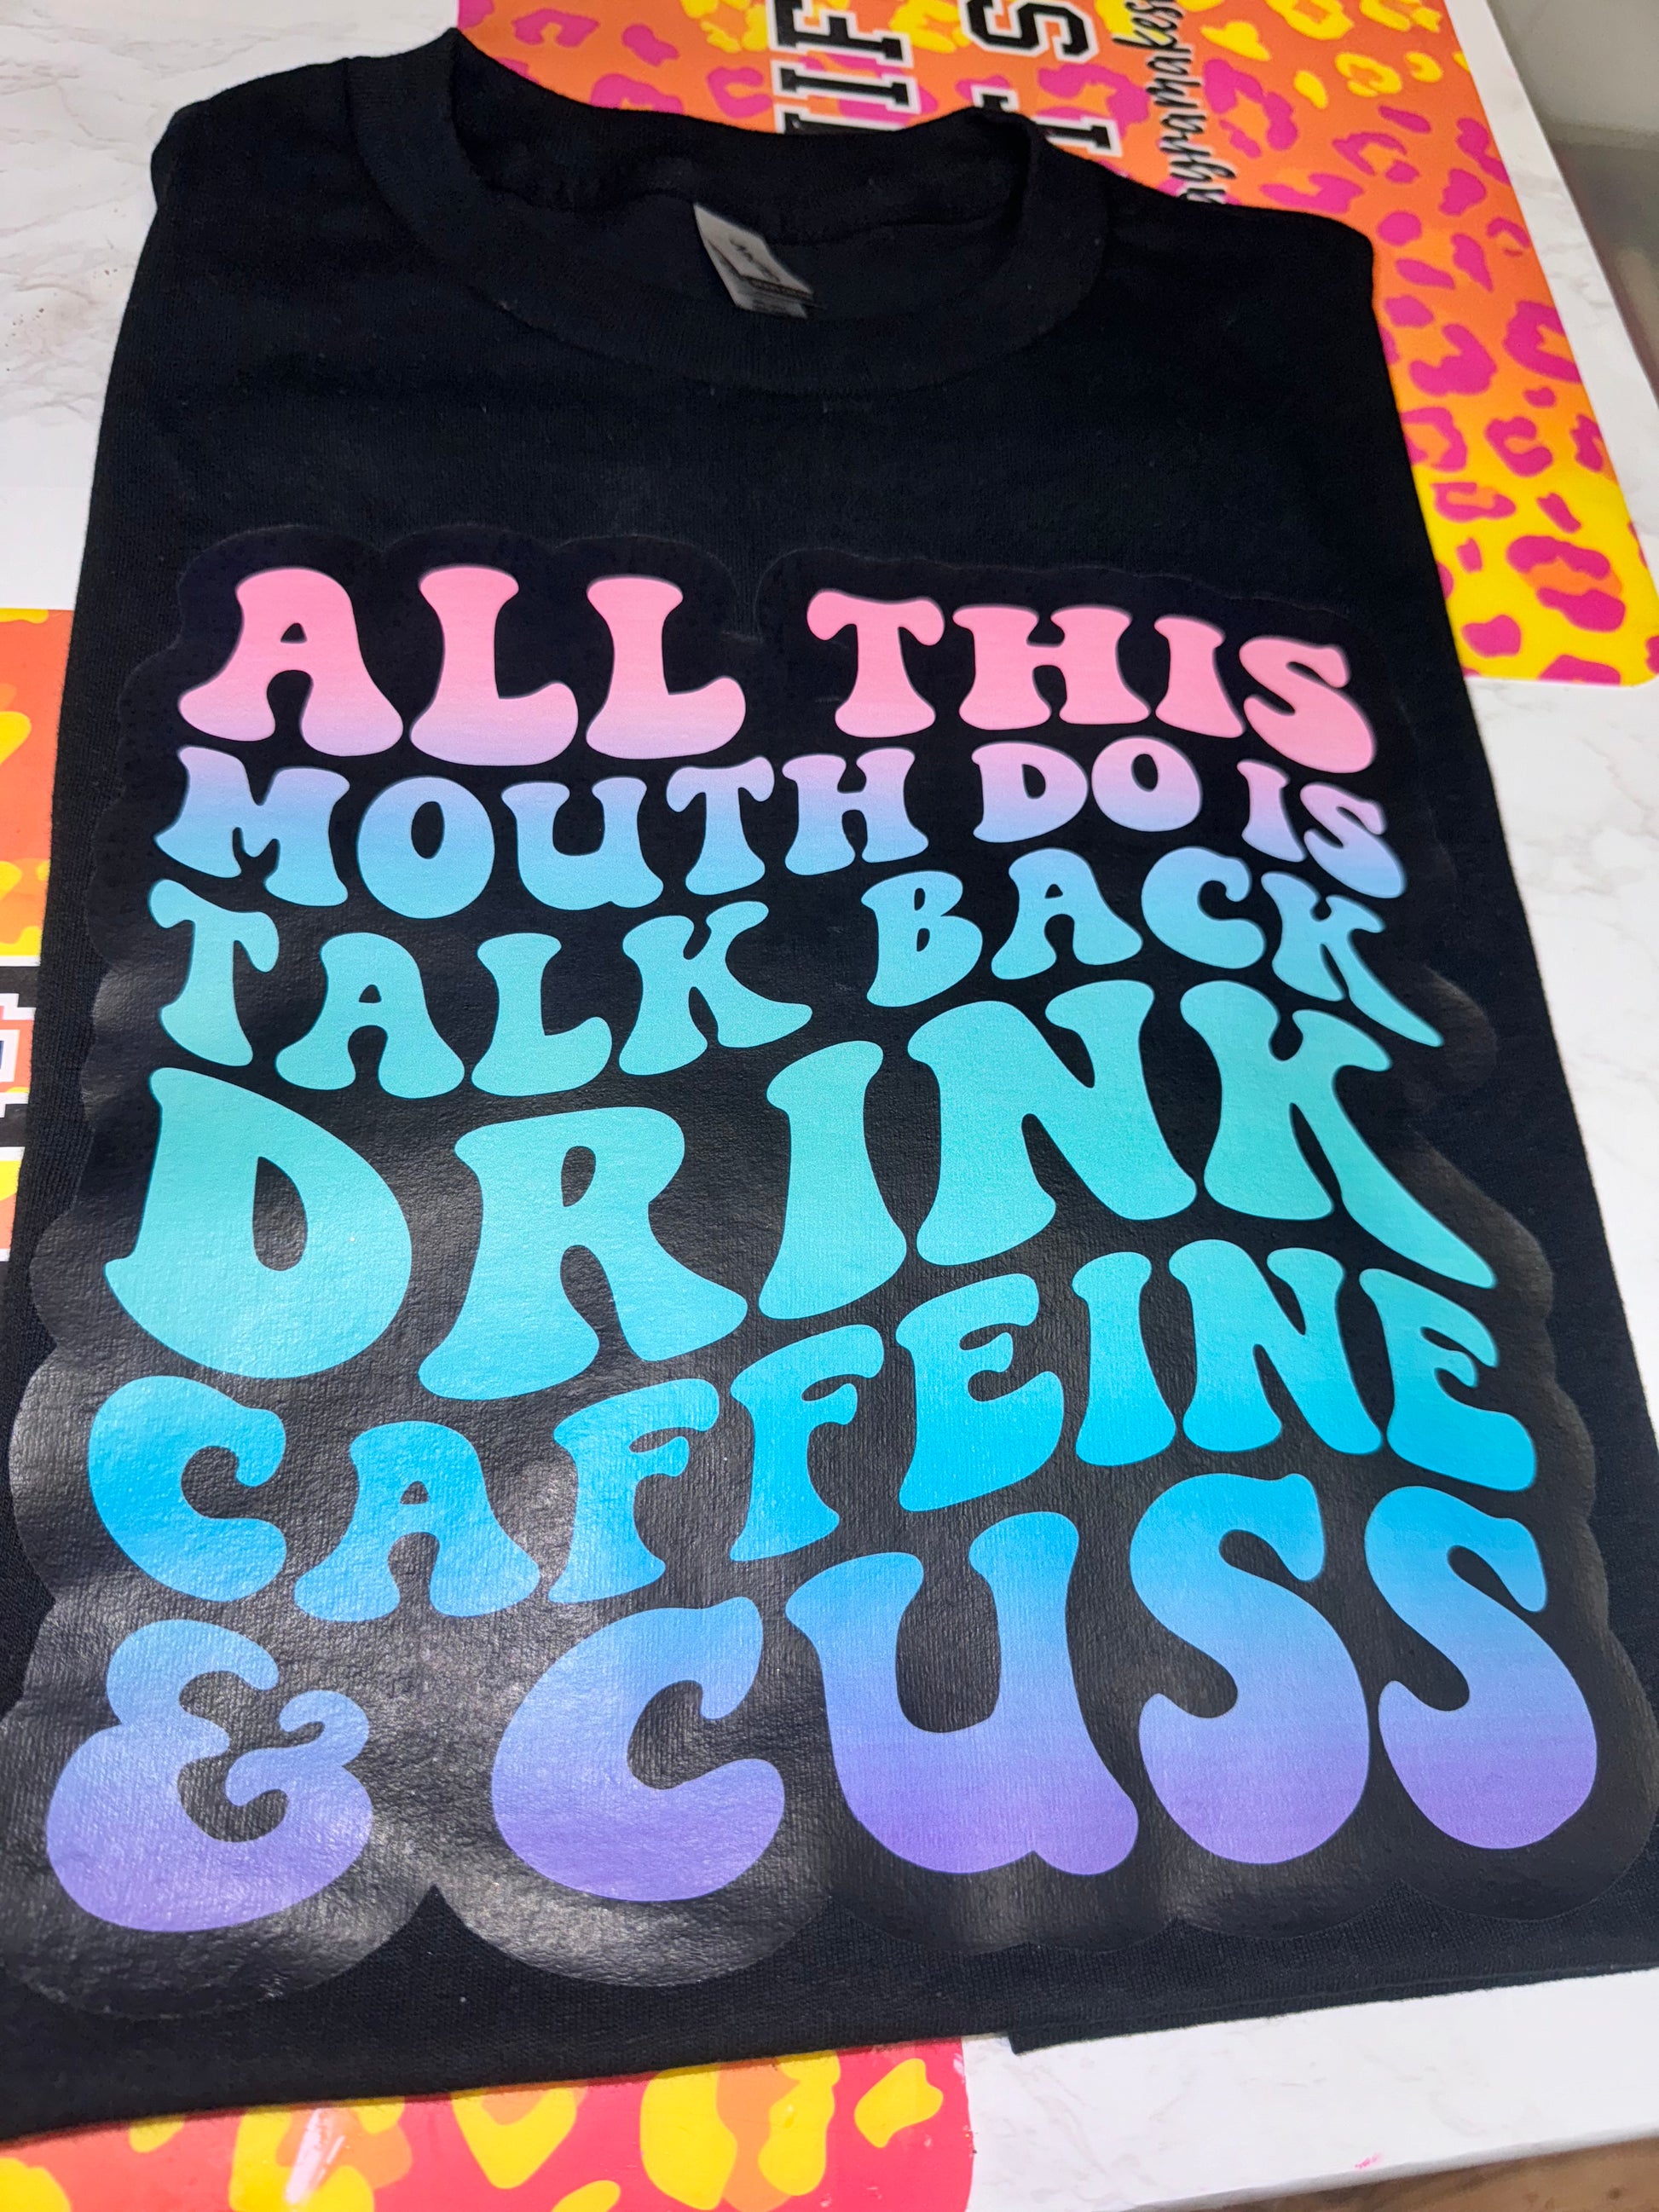 ALL THIS
MOUTH DO IS
TALK BACK
DRINK
CAFFEINE
& CUSS